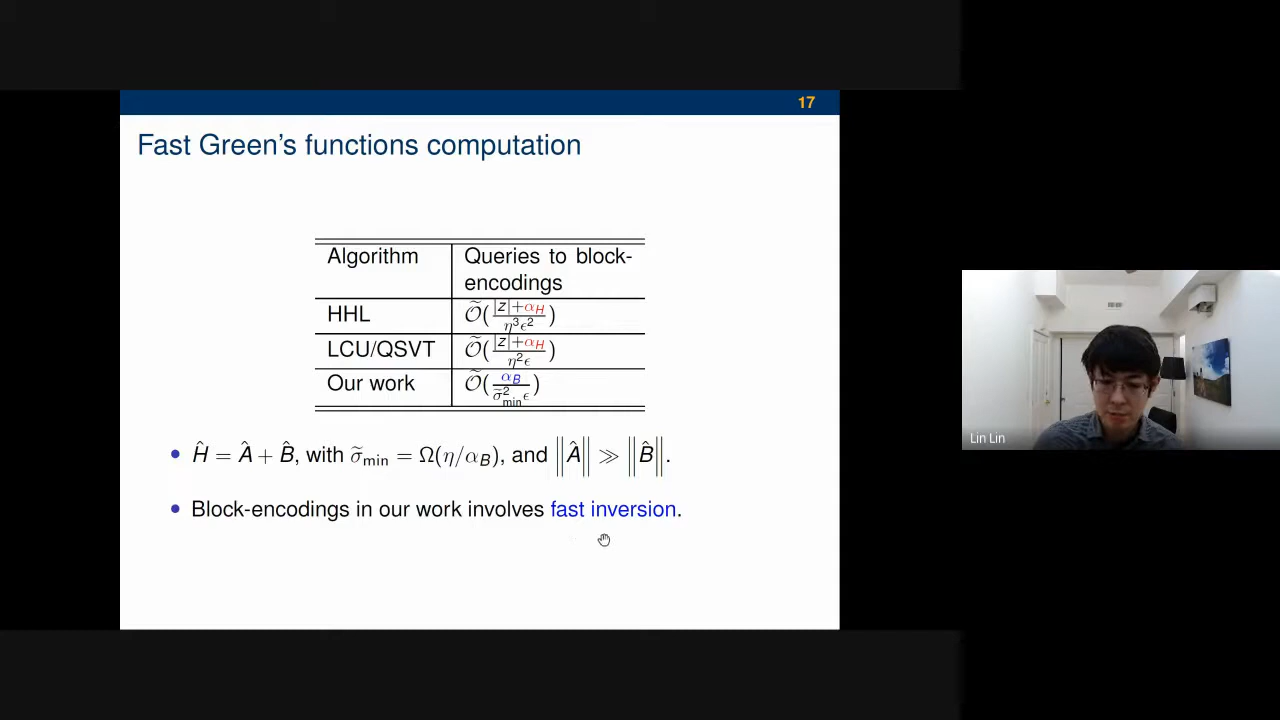 17
Fast Green's functions computation
Algorithm Queries to block-
encodings
HHL Õ(|z|+α_H / η³ε²)
LCU/QSVT Õ(|z|+α_H / η²ε)
Our work Õ(α_B / σ̃²_min ε)
• Ĥ = Â + B̂, with σ̃_min = Ω(η/α_B), and ‖Â‖ ≫ ‖B̂‖.
• Block-encodings in our work involves fast inversion.
Lin Lin